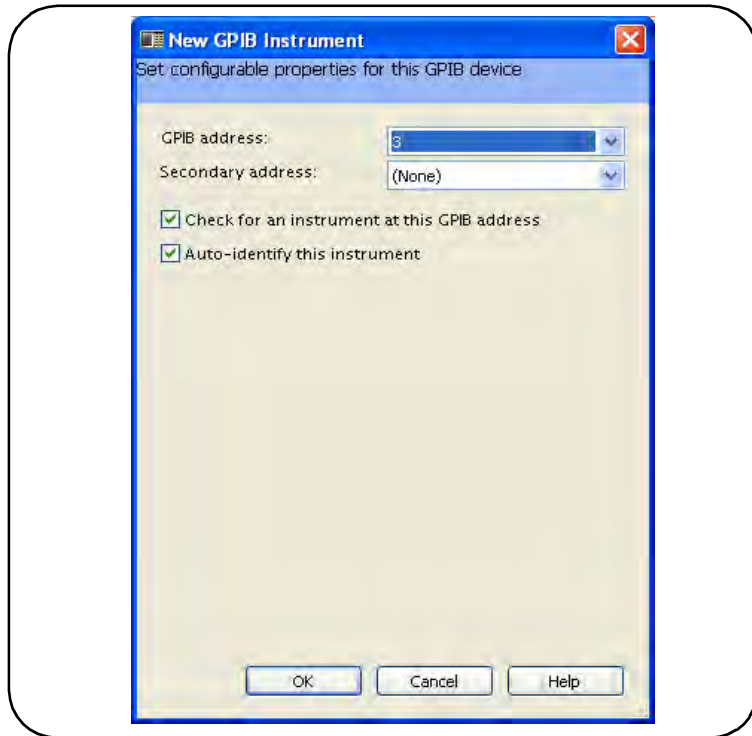 New GPIB Instrument
Set configurable properties for this GPIB device
GPIB address: 3
Secondary address: (None)
Check for an instrument at this GPIB address
Auto-identify this instrument
OK Cancel Help